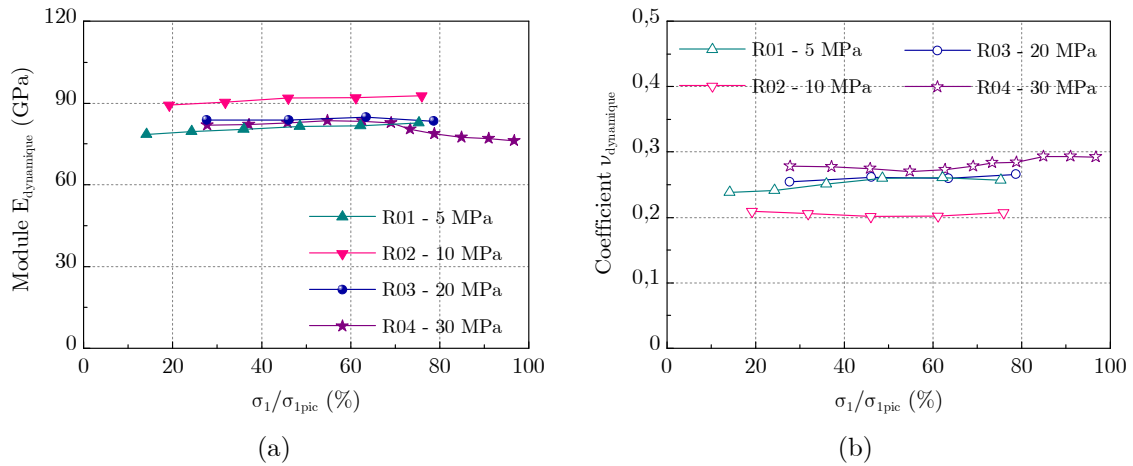 120
90
60
30
0
Module E_dynamique (GPa)
R01 - 5 MPa
R02 - 10 MPa
R03 - 20 MPa
R04 - 30 MPa
0 20 40 60 80 100
σ₁/σ₁pic (%)
(a)
0,5
0,4
0,3
0,2
0,1
0
Coefficient ν_dynamique
R01 - 5 MPa R03 - 20 MPa
R02 - 10 MPa R04 - 30 MPa
0 20 40 60 80 100
σ₁/σ₁pic (%)
(b)